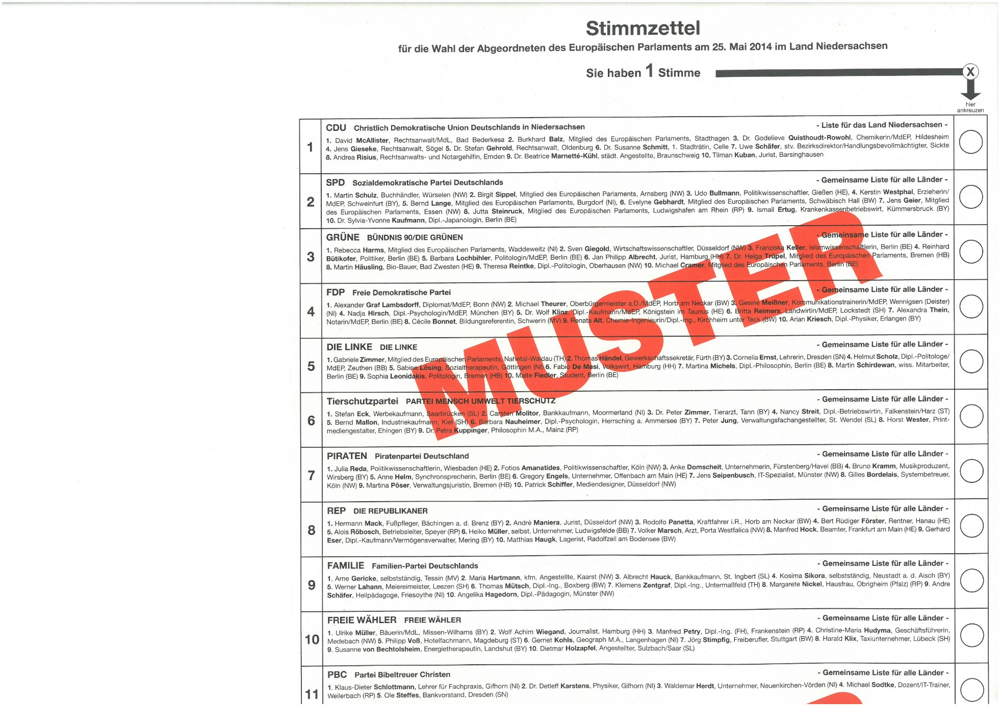 Stimmzettel
für die Wahl der Abgeordneten des Europäischen Parlaments am 25. Mai 2014 im Land Niedersachsen
Sie haben 1 Stimme
X
hier
ankreuzen
1
CDU Christlich Demokratische Union Deutschlands in Niedersachsen - Liste für das Land Niedersachsen -
1. David McAllister, Rechtsanwalt/MdL, Bad Bederkesa 2. Burkhard Balz, Mitglied des Europäischen Parlaments, Stadthagen 3. Dr. Godelieve Quisthoudt-Rowohl, Chemikerin/MdEP, Hildesheim
4. Jens Gieseke, Rechtsanwalt, Sögel 5. Dr. Stefan Gehrold, Rechtsanwalt, Oldenburg 6. Dr. Susanne Schmitt, 1. Stadträtin, Celle 7. Uwe Schäfer, stv. Bezirksdirektor/Handlungsbevollmächtigter, Sickte
8. Andrea Risius, Rechtsanwalts- und Notargehilfin, Emden 9. Dr. Beatrice Marnetté-Kühl, städt. Angestellte, Braunschweig 10. Tilman Kuban, Jurist, Barsinghausen
2
SPD Sozialdemokratische Partei Deutschlands - Gemeinsame Liste für alle Länder -
1. Martin Schulz, Buchhändler, Würselen (NW) 2. Birgit Sippel, Mitglied des Europäischen Parlaments, Arnsberg (NW) 3. Udo Bullmann, Politikwissenschaftler, Gießen (HE), 4. Kerstin Westphal, Erzieherin/
MdEP, Schweinfurt (BY), 5. Bernd Lange, Mitglied des Europäischen Parlaments, Burgdorf (NI), 6. Evelyne Gebhardt, Mitglied des Europäischen Parlaments, Schwäbisch Hall (BW) 7. Jens Geier, Mitglied
des Europäischen Parlaments, Essen (NW) 8. Jutta Steinruck, Mitglied des Europäischen Parlaments, Ludwigshafen am Rhein (RP) 9. Ismail Ertug, Krankenkassenbetriebswirt, Kümmersbruck (BY)
10. Dr. Sylvia-Yvonne Kaufmann, Dipl.-Japanologin, Berlin (BE)
3
GRÜNE BÜNDNIS 90/DIE GRÜNEN - Gemeinsame Liste für alle Länder -
1. Rebecca Harms, Mitglied des Europäischen Parlaments, Waddeweitz (NI) 2. Sven Giegold, Wirtschaftswissenschaftler, Düsseldorf (NW) 3. Franziska Keller, Islamwissenschaftlerin, Berlin (BE) 4. Reinhard
Bütikofer, Politiker, Berlin (BE) 5. Barbara Lochbihler, Politologin/MdEP, Berlin (BE) 6. Jan Philipp Albrecht, Jurist, Hamburg (HH) 7. Dr. Helga Trüpel, Mitglied des Europäischen Parlaments, Bremen (HB)
8. Martin Häusling, Bio-Bauer, Bad Zwesten (HE) 9. Theresa Reintke, Dipl.-Politologin, Oberhausen (NW) 10. Michael Cramer, Mitglied des Europäischen Parlaments, Berlin (BE)
4
FDP Freie Demokratische Partei - Gemeinsame Liste für alle Länder -
1. Alexander Graf Lambsdorff, Diplomat/MdEP, Bonn (NW) 2. Michael Theurer, Oberbürgermeister a.D./MdEP, Horb am Neckar (BW) 3. Gesine Meißner, Kommunikationstrainerin/MdEP, Wennigsen (Deister)
(NI) 4. Nadja Hirsch, Dipl.-Psychologin/MdEP, München (BY) 5. Dr. Wolf Klinz, Dipl.-Kaufmann/MdEP, Königstein im Taunus (HE) 6. Britta Reimers, Landwirtin/MdEP, Lockstedt (SH) 7. Alexandra Thein,
Notarin/MdEP, Berlin (BE) 8. Cécile Bonnet, Bildungsreferentin, Schwerin (MV) 9. Renata Alt, Chemie-Ingenieurin/Dipl.-Ing., Kirchheim unter Teck (BW) 10. Arian Kriesch, Dipl.-Physiker, Erlangen (BY)
MUSTER
5
DIE LINKE DIE LINKE - Gemeinsame Liste für alle Länder -
1. Gabriele Zimmer, Mitglied des Europäischen Parlaments, Nahetal-Waldau (TH) 2. Thomas Händel, Gewerkschaftssekretär, Fürth (BY) 3. Cornelia Ernst, Lehrerin, Dresden (SN) 4. Helmut Scholz, Dipl.-Politologe/
MdEP, Zeuthen (BB) 5. Sabine Lösing, Sozialtherapeutin, Göttingen (NI) 6. Fabio De Masi, Volkswirt, Hamburg (HH) 7. Martina Michels, Dipl.-Philosophin, Berlin (BE) 8. Martin Schirdewan, wiss. Mitarbeiter,
Berlin (BE) 9. Sophia Leonidakis, Politologin, Bremen (HB) 10. Malte Fiedler, Student, Berlin (BE)
6
Tierschutzpartei PARTEI MENSCH UMWELT TIERSCHUTZ - Gemeinsame Liste für alle Länder -
1. Stefan Eck, Werbekaufmann, Saarbrücken (SL) 2. Carsten Molitor, Bankkaufmann, Moormerland (NI) 3. Dr. Peter Zimmer, Tierarzt, Tann (BY) 4. Nancy Streit, Dipl.-Betriebswirtin, Falkenstein/Harz (ST)
5. Bernd Mallon, Industriekaufmann, Kiel (SH) 6. Barbara Nauheimer, Dipl.-Psychologin, Herrsching a. Ammersee (BY) 7. Peter Jung, Verwaltungsfachangestellter, St. Wendel (SL) 8. Horst Wester, Print-
mediengestalter, Ehingen (BY) 9. Dr. Petra Kuppinger, Philosophin M.A., Mainz (RP)
7
PIRATEN Piratenpartei Deutschland - Gemeinsame Liste für alle Länder -
1. Julia Reda, Politikwissenschaftlerin, Wiesbaden (HE) 2. Fotios Amanatides, Politikwissenschaftler, Köln (NW) 3. Anke Domscheit, Unternehmerin, Fürstenberg/Havel (BB) 4. Bruno Kramm, Musikproduzent,
Wirsberg (BY) 5. Anne Helm, Synchronsprecherin, Berlin (BE) 6. Gregory Engels, Unternehmer, Offenbach am Main (HE) 7. Jens Seipenbusch, IT-Spezialist, Münster (NW) 8. Gilles Bordelais, Systembetreuer,
Köln (NW) 9. Martina Pöser, Verwaltungsjuristin, Bremen (HB) 10. Patrick Schiffer, Mediendesigner, Düsseldorf (NW)
8
REP DIE REPUBLIKANER - Gemeinsame Liste für alle Länder -
1. Hermann Mack, Fußpfleger, Bächingen a. d. Brenz (BY) 2. André Maniera, Jurist, Düsseldorf (NW) 3. Rodolfo Panetta, Kraftfahrer i.R., Horb am Neckar (BW) 4. Bert Rüdiger Förster, Rentner, Hanau (HE)
5. Alois Röbosch, Betriebsleiter, Speyer (RP) 6. Heiko Müller, selbst. Unternehmer, Ludwigsfelde (BB) 7. Volker Marsch, Arzt, Porta Westfalica (NW) 8. Manfred Hock, Beamter, Frankfurt am Main (HE) 9. Gerhard
Eser, Dipl.-Kaufmann/Vermögensverwalter, Mering (BY) 10. Matthias Haugk, Lagerist, Radolfzell am Bodensee (BW)
9
FAMILIE Familien-Partei Deutschlands - Gemeinsame Liste für alle Länder -
1. Arne Gericke, selbstständig, Tessin (MV) 2. Maria Hartmann, kfm. Angestellte, Kaarst (NW) 3. Albrecht Hauck, Bankkaufmann, St. Ingbert (SL) 4. Kosima Sikora, selbstständig, Neustadt a. d. Aisch (BY)
5. Werner Lahann, Meiereimeister, Leezen (SH) 6. Thomas Mütsch, Dipl.-Ing., Boxberg (BW) 7. Klemens Zentgraf, Dipl.-Ing., Untermaßfeld (TH) 8. Margarete Nickel, Hausfrau, Obrigheim (Pfalz) (RP) 9. Andre
Schäfer, Heilpädagoge, Friesoythe (NI) 10. Angelika Hagedorn, Dipl.-Pädagogin, Münster (NW)
10
FREIE WÄHLER FREIE WÄHLER - Gemeinsame Liste für alle Länder -
1. Ulrike Müller, Bäuerin/MdL, Missen-Wilhams (BY) 2. Wolf Achim Wiegand, Journalist, Hamburg (HH) 3. Manfred Petry, Dipl.-Ing. (FH), Frankenstein (RP) 4. Christine-Maria Hudyma, Geschäftsführerin,
Medebach (NW) 5. Philipp Voß, Hotelfachmann, Magdeburg (ST) 6. Gerriet Kohls, Geograph M.A., Langenhagen (NI) 7. Jörg Stimpfig, Freiberufler, Stuttgart (BW) 8. Harald Klix, Taxiunternehmer, Lübeck (SH)
9. Susanne von Bechtolsheim, Energietherapeutin, Landshut (BY) 10. Dietmar Holzapfel, Angestellter, Sulzbach/Saar (SL)
11
PBC Partei Bibeltreuer Christen - Gemeinsame Liste für alle Länder -
1. Klaus-Dieter Schlottmann, Lehrer für Fachpraxis, Gifhorn (NI) 2. Dr. Detleff Karstens, Physiker, Gifhorn (NI) 3. Waldemar Herdt, Unternehmer, Neuenkirchen-Vörden (NI) 4. Michael Sodtke, Dozent/IT-Trainer,
Weilerbach (RP) 5. Ole Steffes, Bankvorstand, Dresden (SN)